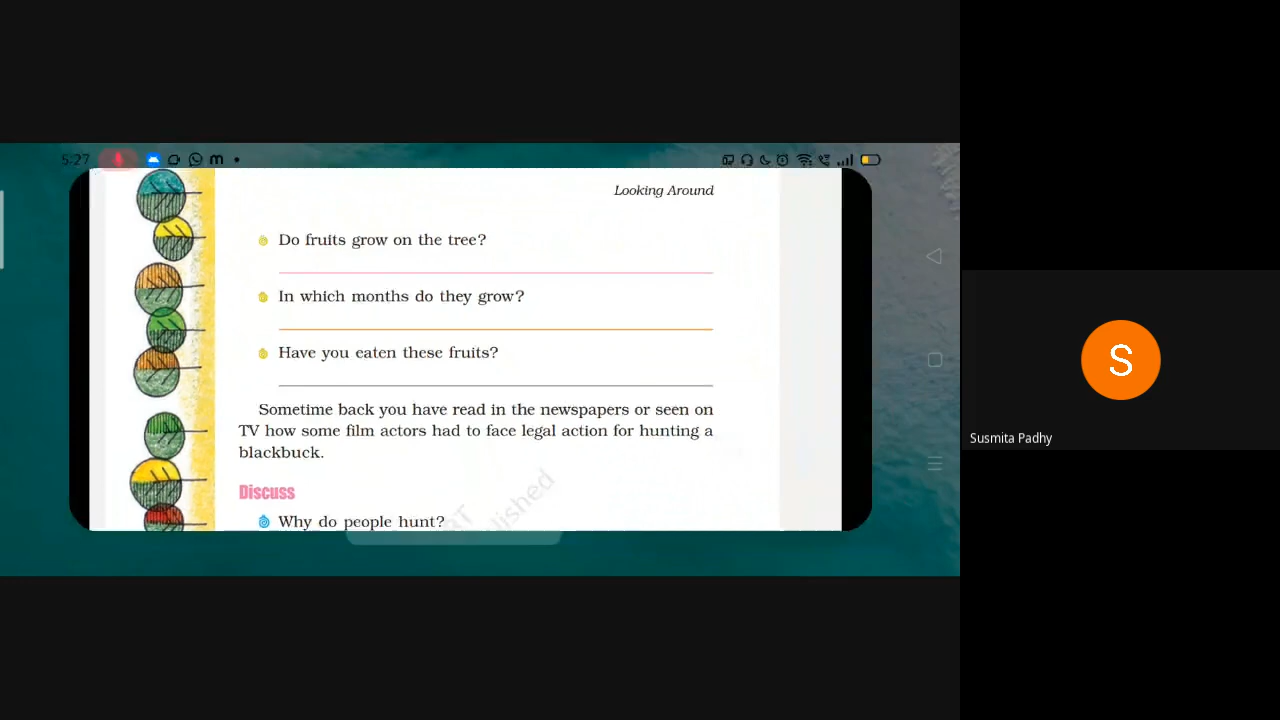 5:27
Looking Around
Do fruits grow on the tree?
In which months do they grow?
Have you eaten these fruits?
Sometime back you have read in the newspapers or seen on
TV how some film actors had to face legal action for hunting a
blackbuck.
Discuss
Why do people hunt?
S
Susmita Padhy